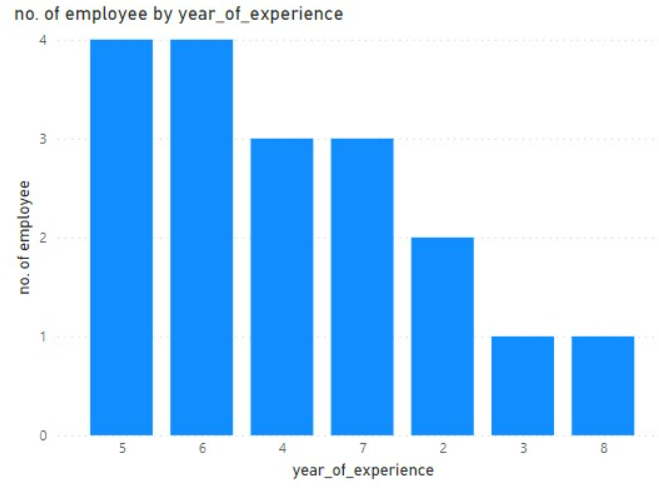 no. of employee by year_of_experience
4
3
2
1
0
no. of employee
5 6 4 7 2 3 8
year_of_experience